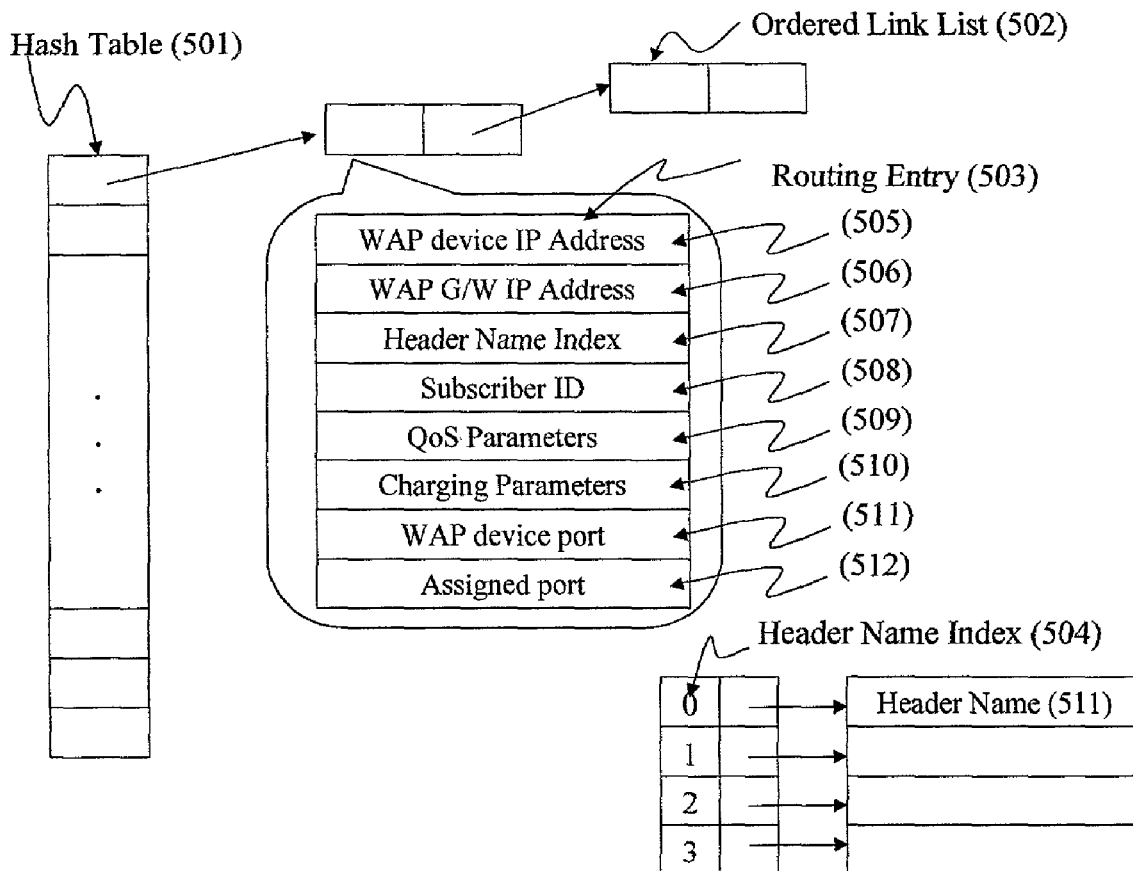 Ordered Link List (502)
Hash Table (501)
Routing Entry (503)
WAP device IP Address
(505)
WAP G/W IP Address
(506)
Header Name Index
(507)
Subscriber ID
(508)
QoS Parameters
(509)
Charging Parameters
(510)
WAP device port
(511)
Assigned port
(512)
Header Name Index (504)
0
Header Name (511)
1
2
3